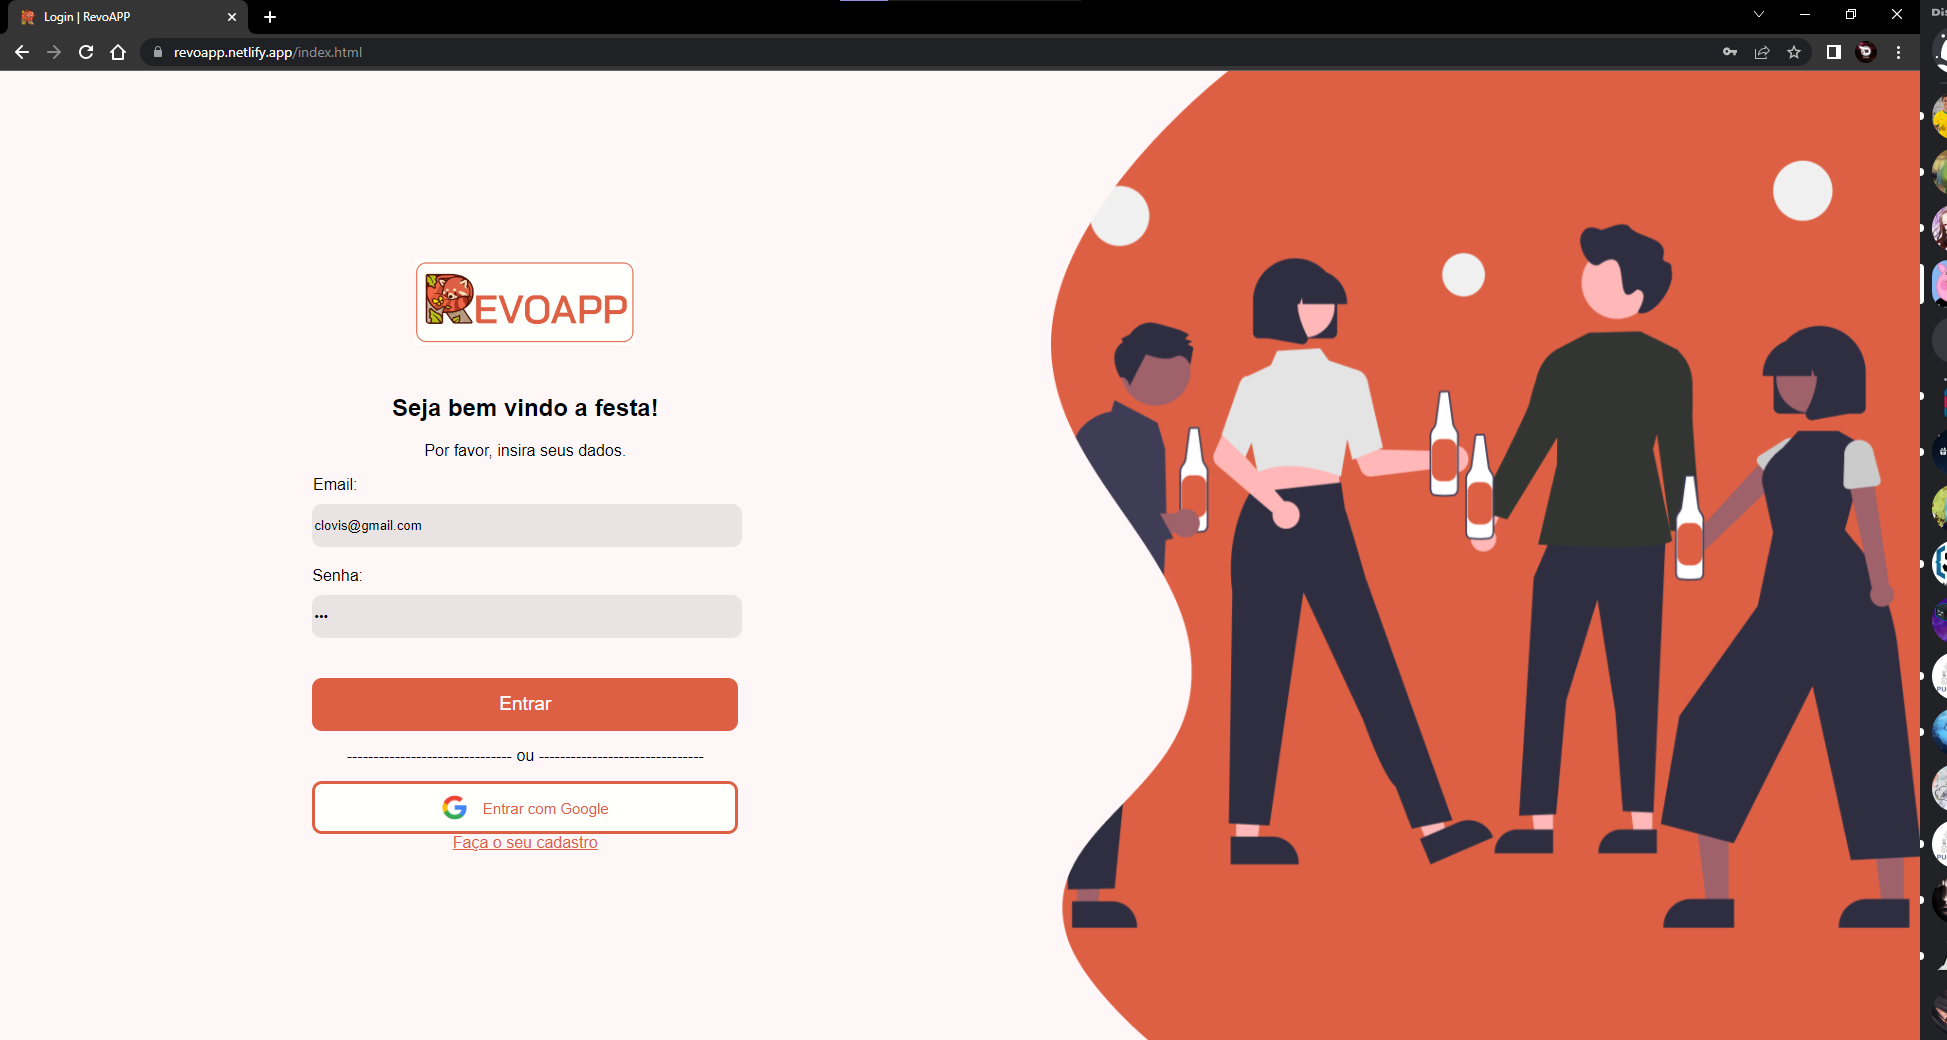 Login | RevoAPP
revoapp.netlify.app/index.html
REVOAPP
Seja bem vindo a festa!
Por favor, insira seus dados.
Email:
clovis@gmail.com
Senha:
•••
Entrar
------------------------------- ou -------------------------------
Entrar com Google
Faça o seu cadastro